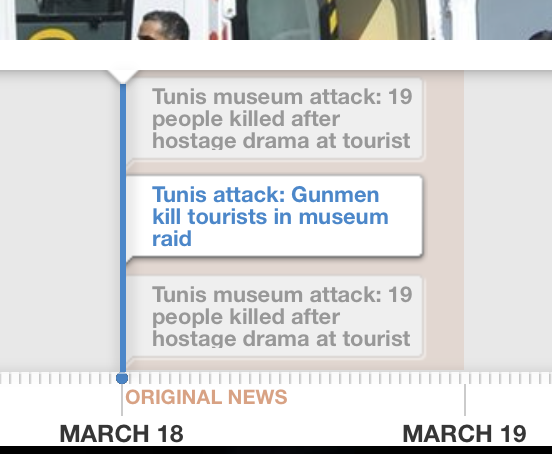 Tunis museum attack: 19
people killed after
hostage drama at tourist
Tunis attack: Gunmen
kill tourists in museum
raid
Tunis museum attack: 19
people killed after
hostage drama at tourist
ORIGINAL NEWS
MARCH 18
MARCH 19